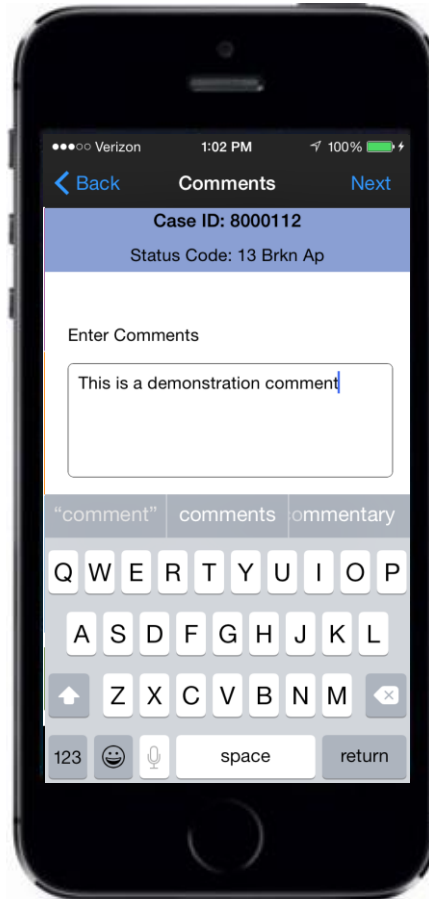 Verizon 1:02 PM 100%
Back Comments Next
Case ID: 8000112
Status Code: 13 Brkn Ap
Enter Comments
This is a demonstration comment
“comment” comments ommentary
Q W E R T Y U I O P
A S D F G H J K L
Z X C V B N M
123 space return